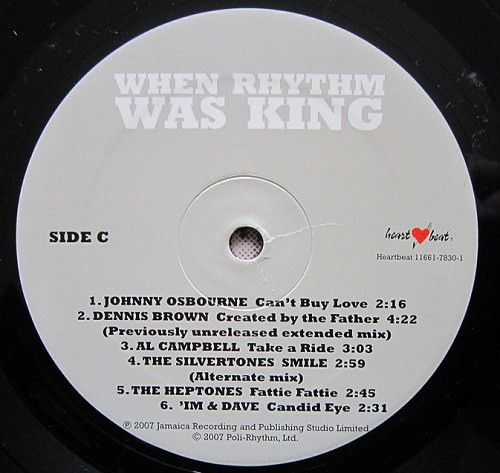 WHEN RHYTHM
WAS KING
SIDE C
heart beat
Heartbeat 11661-7830-1
1. JOHNNY OSBOURNE Can't Buy Love 2:16
2. DENNIS BROWN Created by the Father 4:22
(Previously unreleased extended mix)
3. AL CAMPBELL Take a Ride 3:03
4. THE SILVERTONES SMILE 2:59
(Alternate mix)
5. THE HEPTONES Fattie Fattie 2:45
6. 'IM & DAVE Candid Eye 2:31
℗ 2007 Jamaica Recording and Publishing Studio Limited
© 2007 Poli-Rhythm, Ltd.